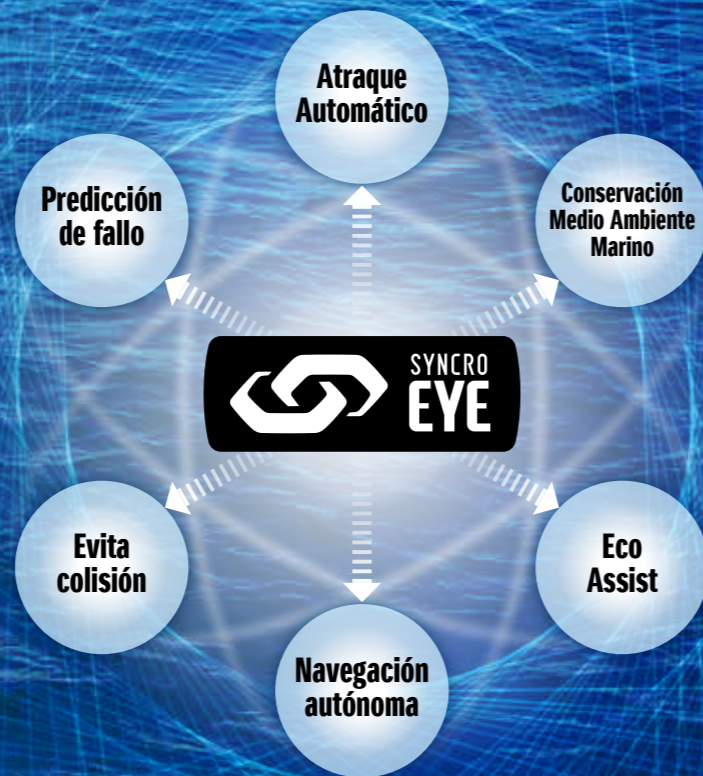 Atraque
Automático
Predicción
de fallo
Conservación
Medio Ambiente
Marino
SYNCRO
EYE
Evita
colisión
Eco
Assist
Navegación
autónoma